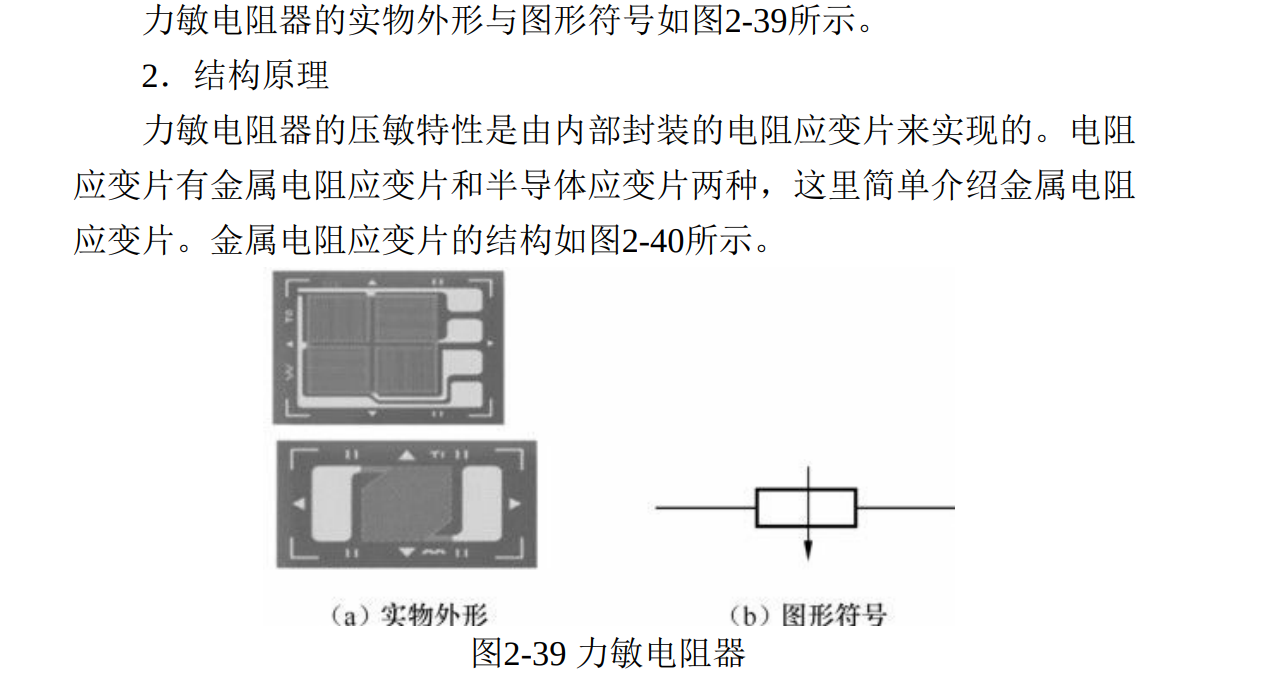 力敏电阻器的实物外形与图形符号如图2-39所示。
2．结构原理
力敏电阻器的压敏特性是由内部封装的电阻应变片来实现的。电阻
应变片有金属电阻应变片和半导体应变片两种，这里简单介绍金属电阻
应变片。金属电阻应变片的结构如图2-40所示。
（a）实物外形
（b）图形符号
图2-39 力敏电阻器